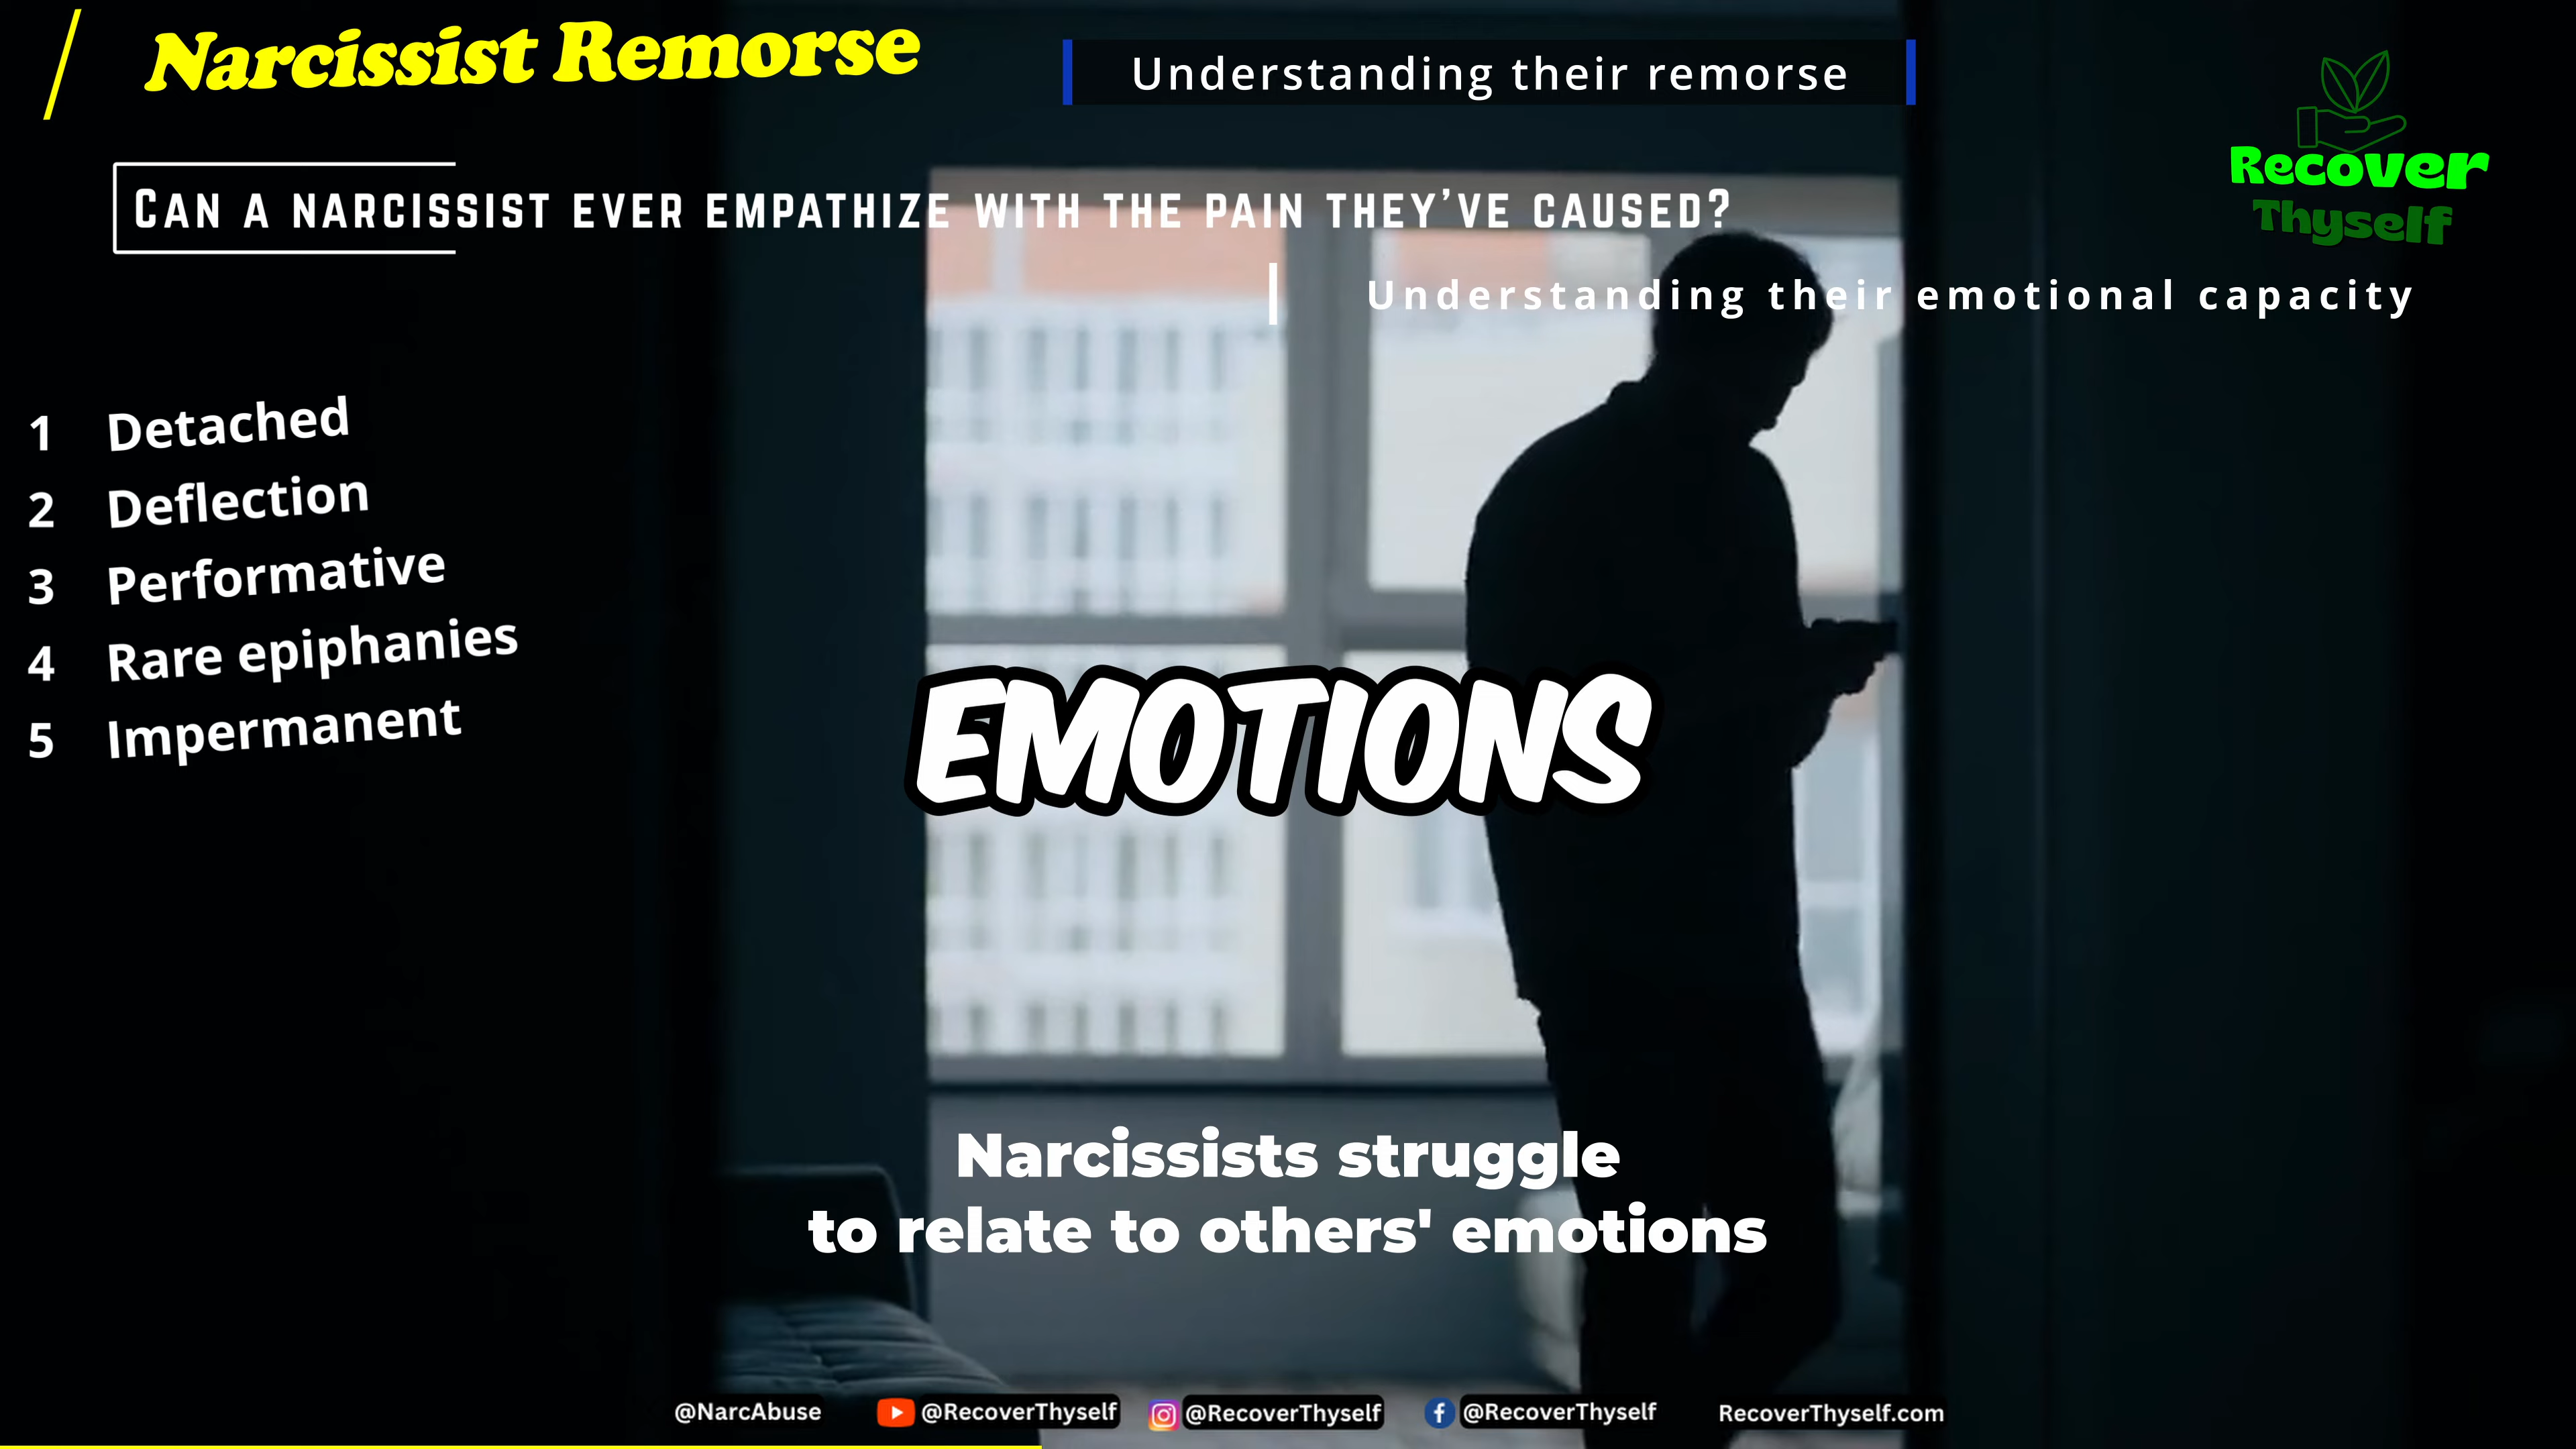 Narcissist Remorse
Understanding their remorse
Recover
Thyself
Can a narcissist ever empathize with the pain they've caused?
Understanding their emotional capacity
1 Detached
2 Deflection
3 Performative
4 Rare epiphanies
5 Impermanent
EMOTIONS
Narcissists struggle
to relate to others' emotions
@NarcAbuse @RecoverThyself @RecoverThyself @RecoverThyself RecoverThyself.com